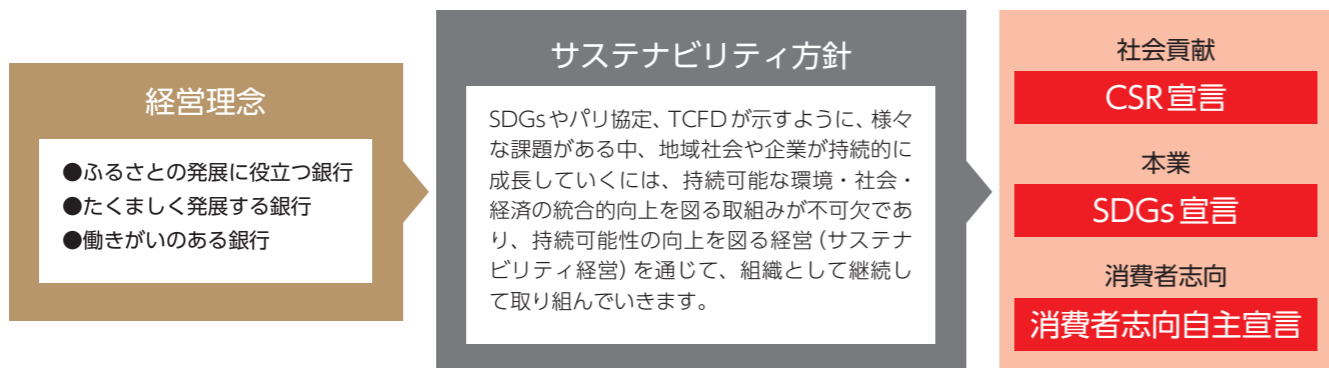 経営理念
●ふるさとの発展に役立つ銀行
●たくましく発展する銀行
●働きがいのある銀行
サステナビリティ方針
SDGsやパリ協定、TCFDが示すように、様々
な課題がある中、地域社会や企業が持続的に
成長していくには、持続可能な環境・社会・
経済の統合的向上を図る取組みが不可欠であ
り、持続可能性の向上を図る経営(サステナ
ビリティ経営)を通じて、組織として継続し
て取り組んでいきます。
社会貢献
CSR宣言
本業
SDGs宣言
消費者志向
消費者志向自主宣言